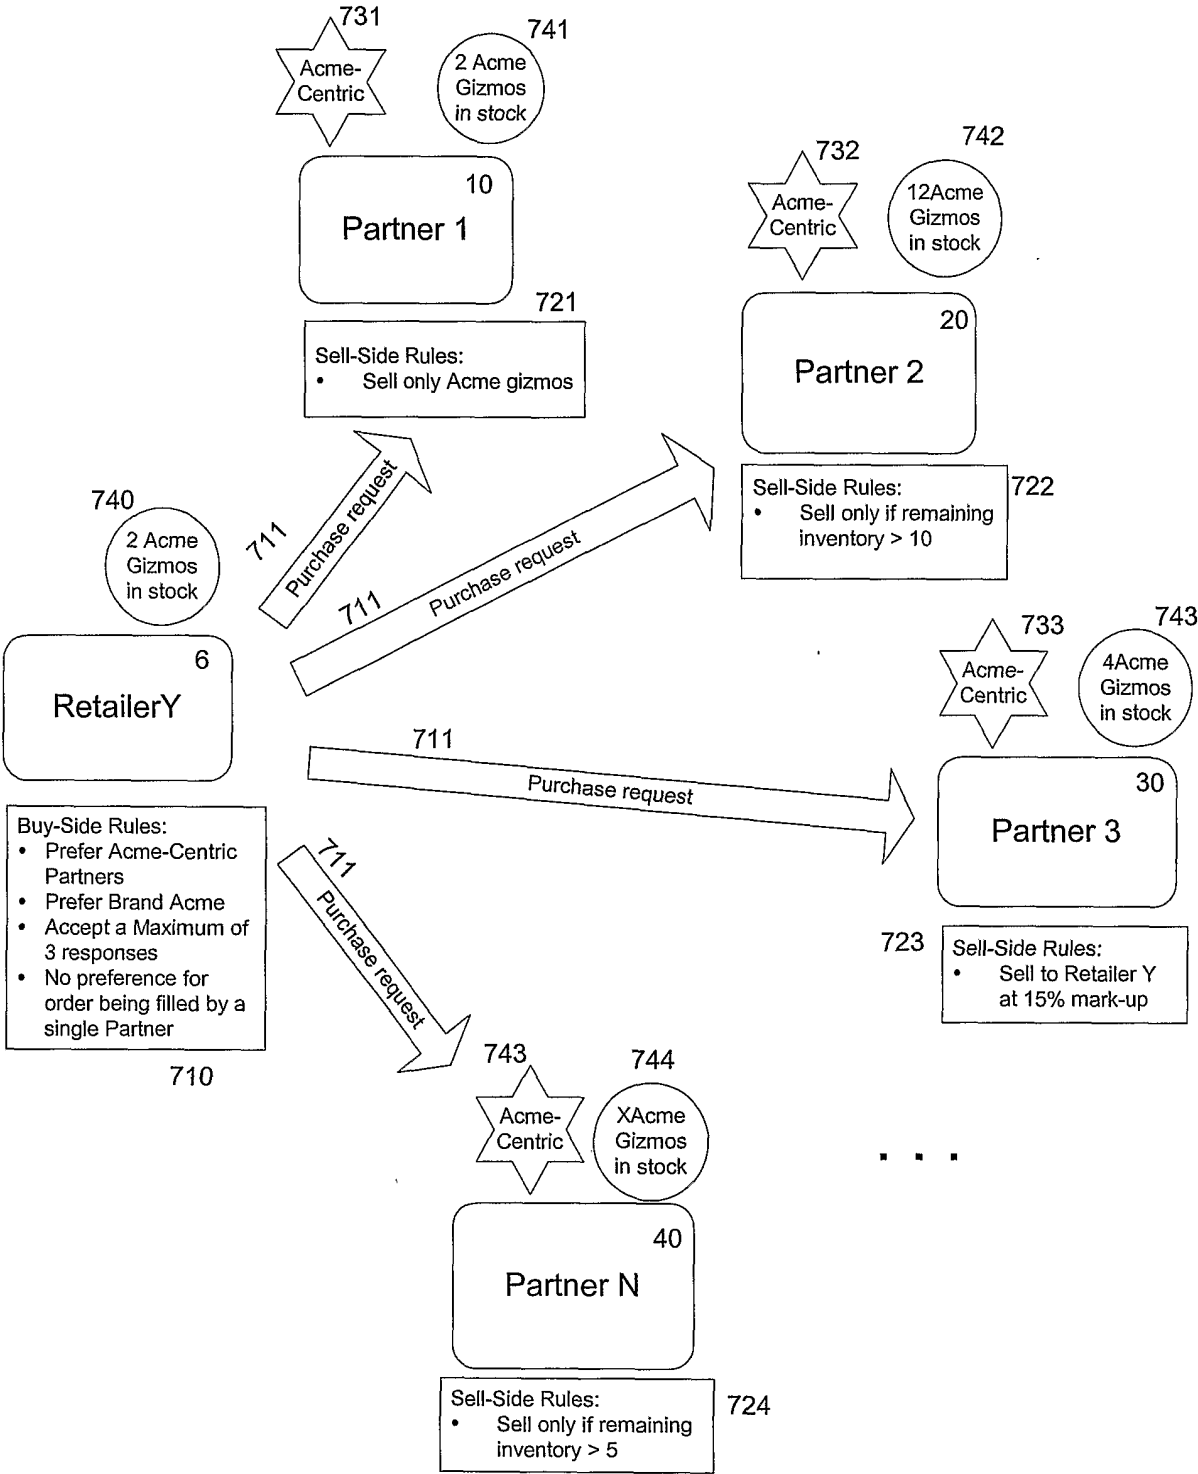 731
Acme-
Centric
741
2 Acme
Gizmos
in stock
10
Partner 1
721
Sell-Side Rules:
• Sell only Acme gizmos
732
Acme-
Centric
742
12Acme
Gizmos
in stock
20
Partner 2
722
Sell-Side Rules:
• Sell only if remaining
inventory > 10
740
2 Acme
Gizmos
in stock
711
Purchase request
711
Purchase request
6
RetailerY
733
Acme-
Centric
743
4Acme
Gizmos
in stock
711
Purchase request
30
Partner 3
723
Sell-Side Rules:
• Sell to Retailer Y
at 15% mark-up
Buy-Side Rules:
• Prefer Acme-Centric
Partners
• Prefer Brand Acme
• Accept a Maximum of
3 responses
• No preference for
order being filled by a
single Partner
710
711
Purchase request
743
Acme-
Centric
744
XAcme
Gizmos
in stock
. . .
40
Partner N
724
Sell-Side Rules:
• Sell only if remaining
inventory > 5